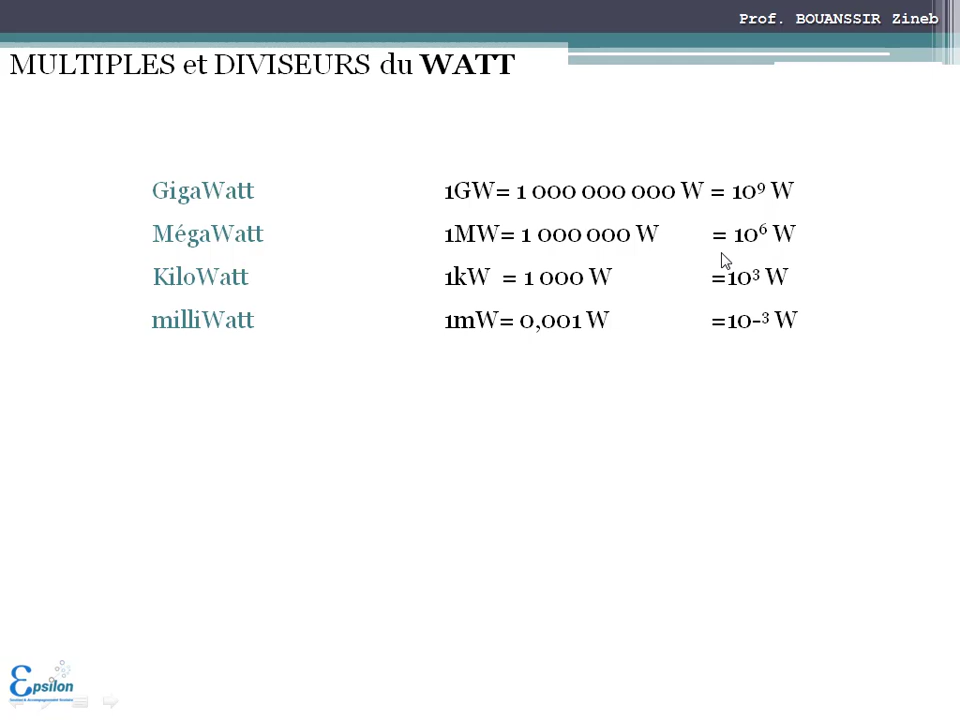 Prof. BOUANSSIR Zineb
MULTIPLES et DIVISEURS du WATT
GigaWatt 1GW= 1 000 000 000 W = 10⁹ W
MégaWatt 1MW= 1 000 000 W = 10⁶ W
KiloWatt 1kW = 1 000 W =10³ W
milliWatt 1mW= 0,001 W =10-³ W
Epsilon